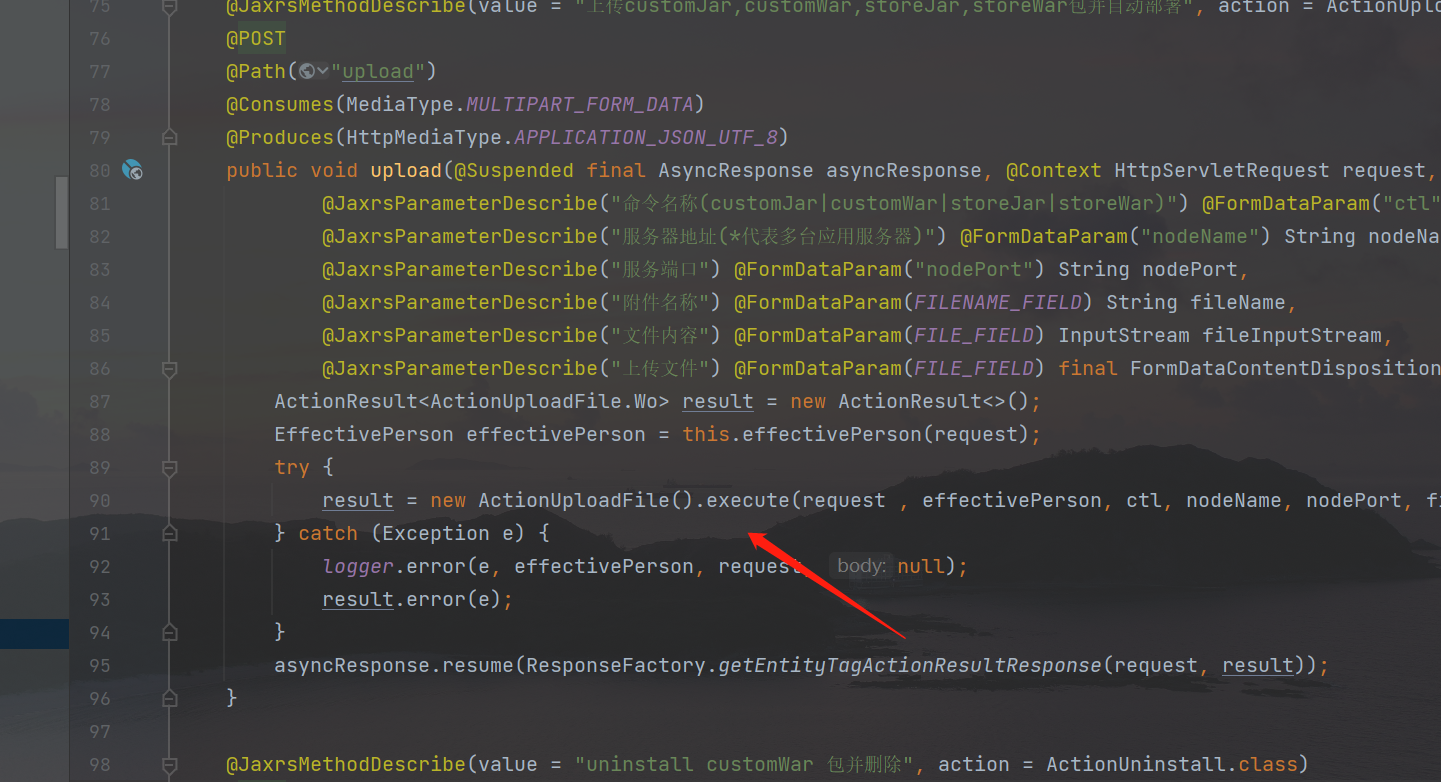 75 @JaxrsMethodDescribe(value = "上传customJar,customWar,storeJar,storeWar包并自动部署", action = ActionUplo
76 @POST
77 @Path("upload")
78 @Consumes(MediaType.MULTIPART_FORM_DATA)
79 @Produces(HttpMediaType.APPLICATION_JSON_UTF_8)
80 public void upload(@Suspended final AsyncResponse asyncResponse, @Context HttpServletRequest request,
81 @JaxrsParameterDescribe("命令名称(customJar|customWar|storeJar|storeWar)") @FormDataParam("ctl"
82 @JaxrsParameterDescribe("服务器地址(*代表多台应用服务器)") @FormDataParam("nodeName") String nodeNa
83 @JaxrsParameterDescribe("服务端口") @FormDataParam("nodePort") String nodePort,
84 @JaxrsParameterDescribe("附件名称") @FormDataParam(FILENAME_FIELD) String fileName,
85 @JaxrsParameterDescribe("文件内容") @FormDataParam(FILE_FIELD) InputStream fileInputStream,
86 @JaxrsParameterDescribe("上传文件") @FormDataParam(FILE_FIELD) final FormDataContentDisposition
87 ActionResult<ActionUploadFile.Wo> result = new ActionResult<>();
88 EffectivePerson effectivePerson = this.effectivePerson(request);
89 try {
90 result = new ActionUploadFile().execute(request , effectivePerson, ctl, nodeName, nodePort, f
91 } catch (Exception e) {
92 logger.error(e, effectivePerson, request, body: null);
93 result.error(e);
94 }
95 asyncResponse.resume(ResponseFactory.getEntityTagActionResultResponse(request, result));
96 }
97
98 @JaxrsMethodDescribe(value = "uninstall customWar 包并删除", action = ActionUninstall.class)